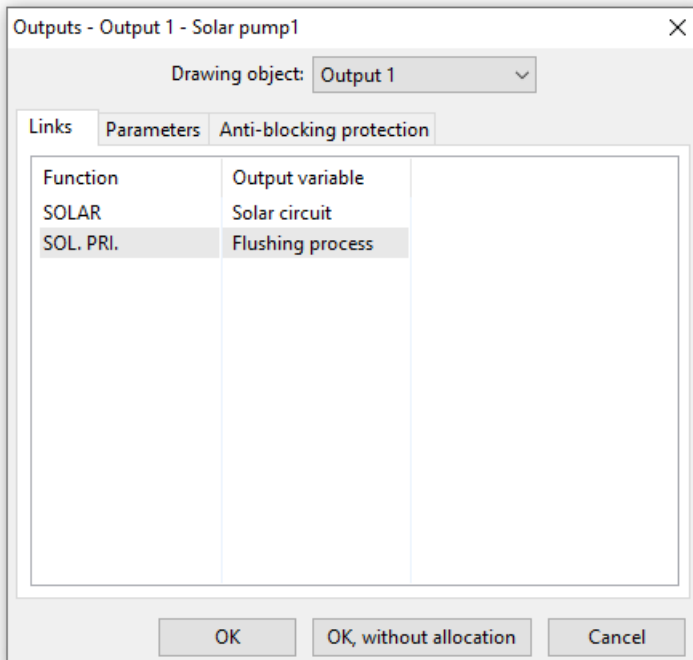 Outputs - Output 1 - Solar pump1
Drawing object: Output 1
Links Parameters Anti-blocking protection
Function Output variable
SOLAR Solar circuit
SOL. PRI. Flushing process
OK OK, without allocation Cancel